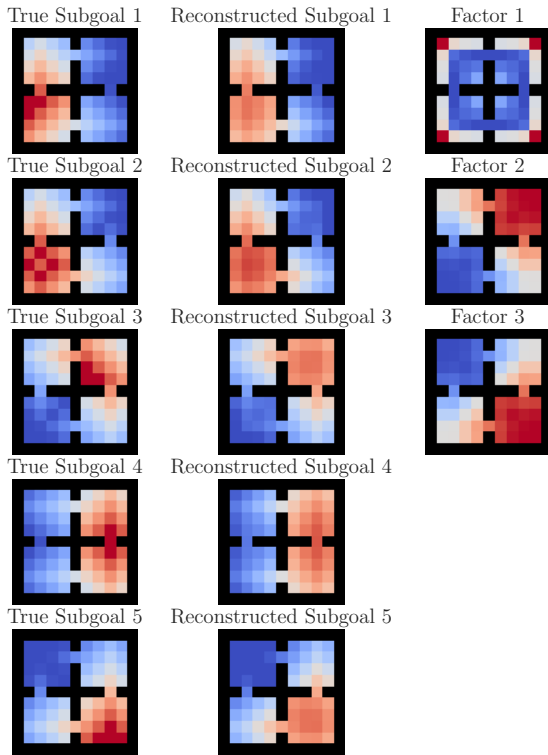 True Subgoal 1 Reconstructed Subgoal 1 Factor 1
True Subgoal 2 Reconstructed Subgoal 2 Factor 2
True Subgoal 3 Reconstructed Subgoal 3 Factor 3
True Subgoal 4 Reconstructed Subgoal 4
True Subgoal 5 Reconstructed Subgoal 5